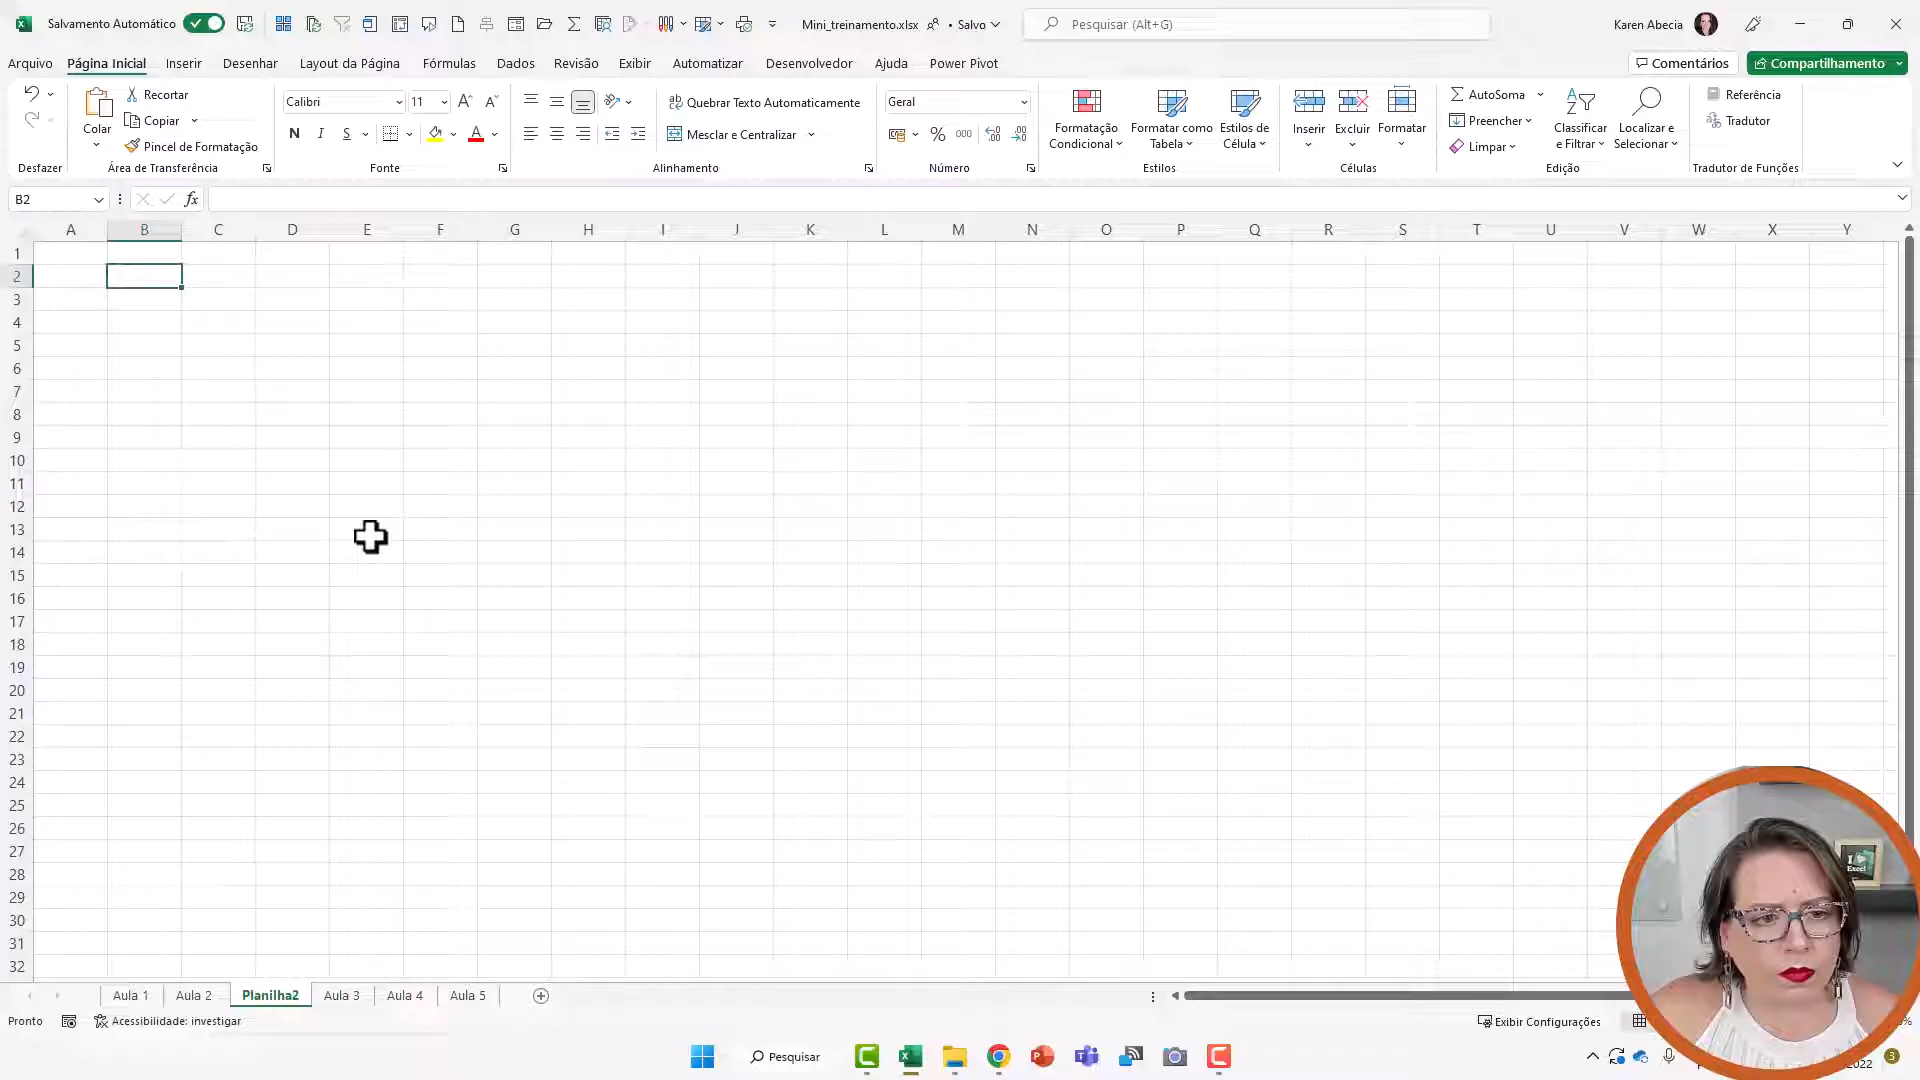 Salvamento Automático
Mini_treinamento.xlsx • Salvo
Pesquisar (Alt+G)
Karen Abecia
Arquivo Página Inicial Inserir Desenhar Layout da Página Fórmulas Dados Revisão Exibir Automatizar Desenvolvedor Ajuda Power Pivot
Comentários Compartilhamento
Colar
Recortar
Copiar
Pincel de Formatação
Calibri 11
N I S
Quebrar Texto Automaticamente
Mesclar e Centralizar
Geral
% 000
Formatação Condicional
Formatar como Tabela
Estilos de Célula
Inserir Excluir Formatar
AutoSoma
Preencher
Limpar
Classificar e Filtrar
Localizar e Selecionar
Referência
Tradutor
Desfazer Área de Transferência Fonte Alinhamento Número Estilos Células Edição Tradutor de Funções
B2 fx
A B C D E F G H I J K L M N O P Q R S T U V W X Y
1
2
3
4
5
6
7
8
9
10
11
12
13
14
15
16
17
18
19
20
21
22
23
24
25
26
27
28
29
30
31
32
I
Excel
Aula 1 Aula 2 Planilha2 Aula 3 Aula 4 Aula 5
Pronto Acessibilidade: investigar
Exibir Configurações
Pesquisar
2022
3